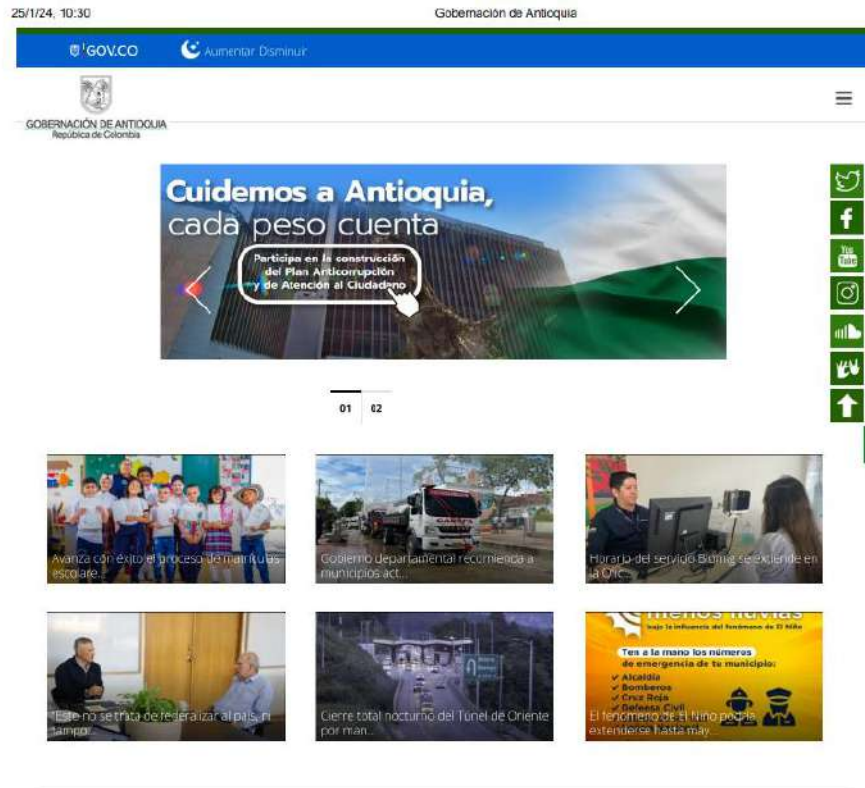 25/1/24, 10:30
Gobernación de Antioquia
GOV.CO
Aumentar Disminuir
GOBERNACIÓN DE ANTIOQUIA
República de Colombia
Cuidemos a Antioquia,
cada peso cuenta
Participa en la construcción
del Plan Anticorrupción
y de Atención al Ciudadano
You
Tube
01 02
Avanza con éxito el proceso de matrículas
escolare...
Gobierno departamental recomienda a
municipios act...
Horario del servicio Biomig se extiende en
la Ofic...
"Esto no se trata de federalizar al país, ni
tampo...
Cierre total nocturno del Túnel de Oriente
por man...
menos lluvias
bajo la influencia del fenómeno de El Niño
Ten a la mano los números
de emergencia de tu municipio:
✓ Alcaldía
✓ Bomberos
✓ Cruz Roja
✓ Defensa Civil
El fenómeno de El Niño podría
extenderse hasta may...